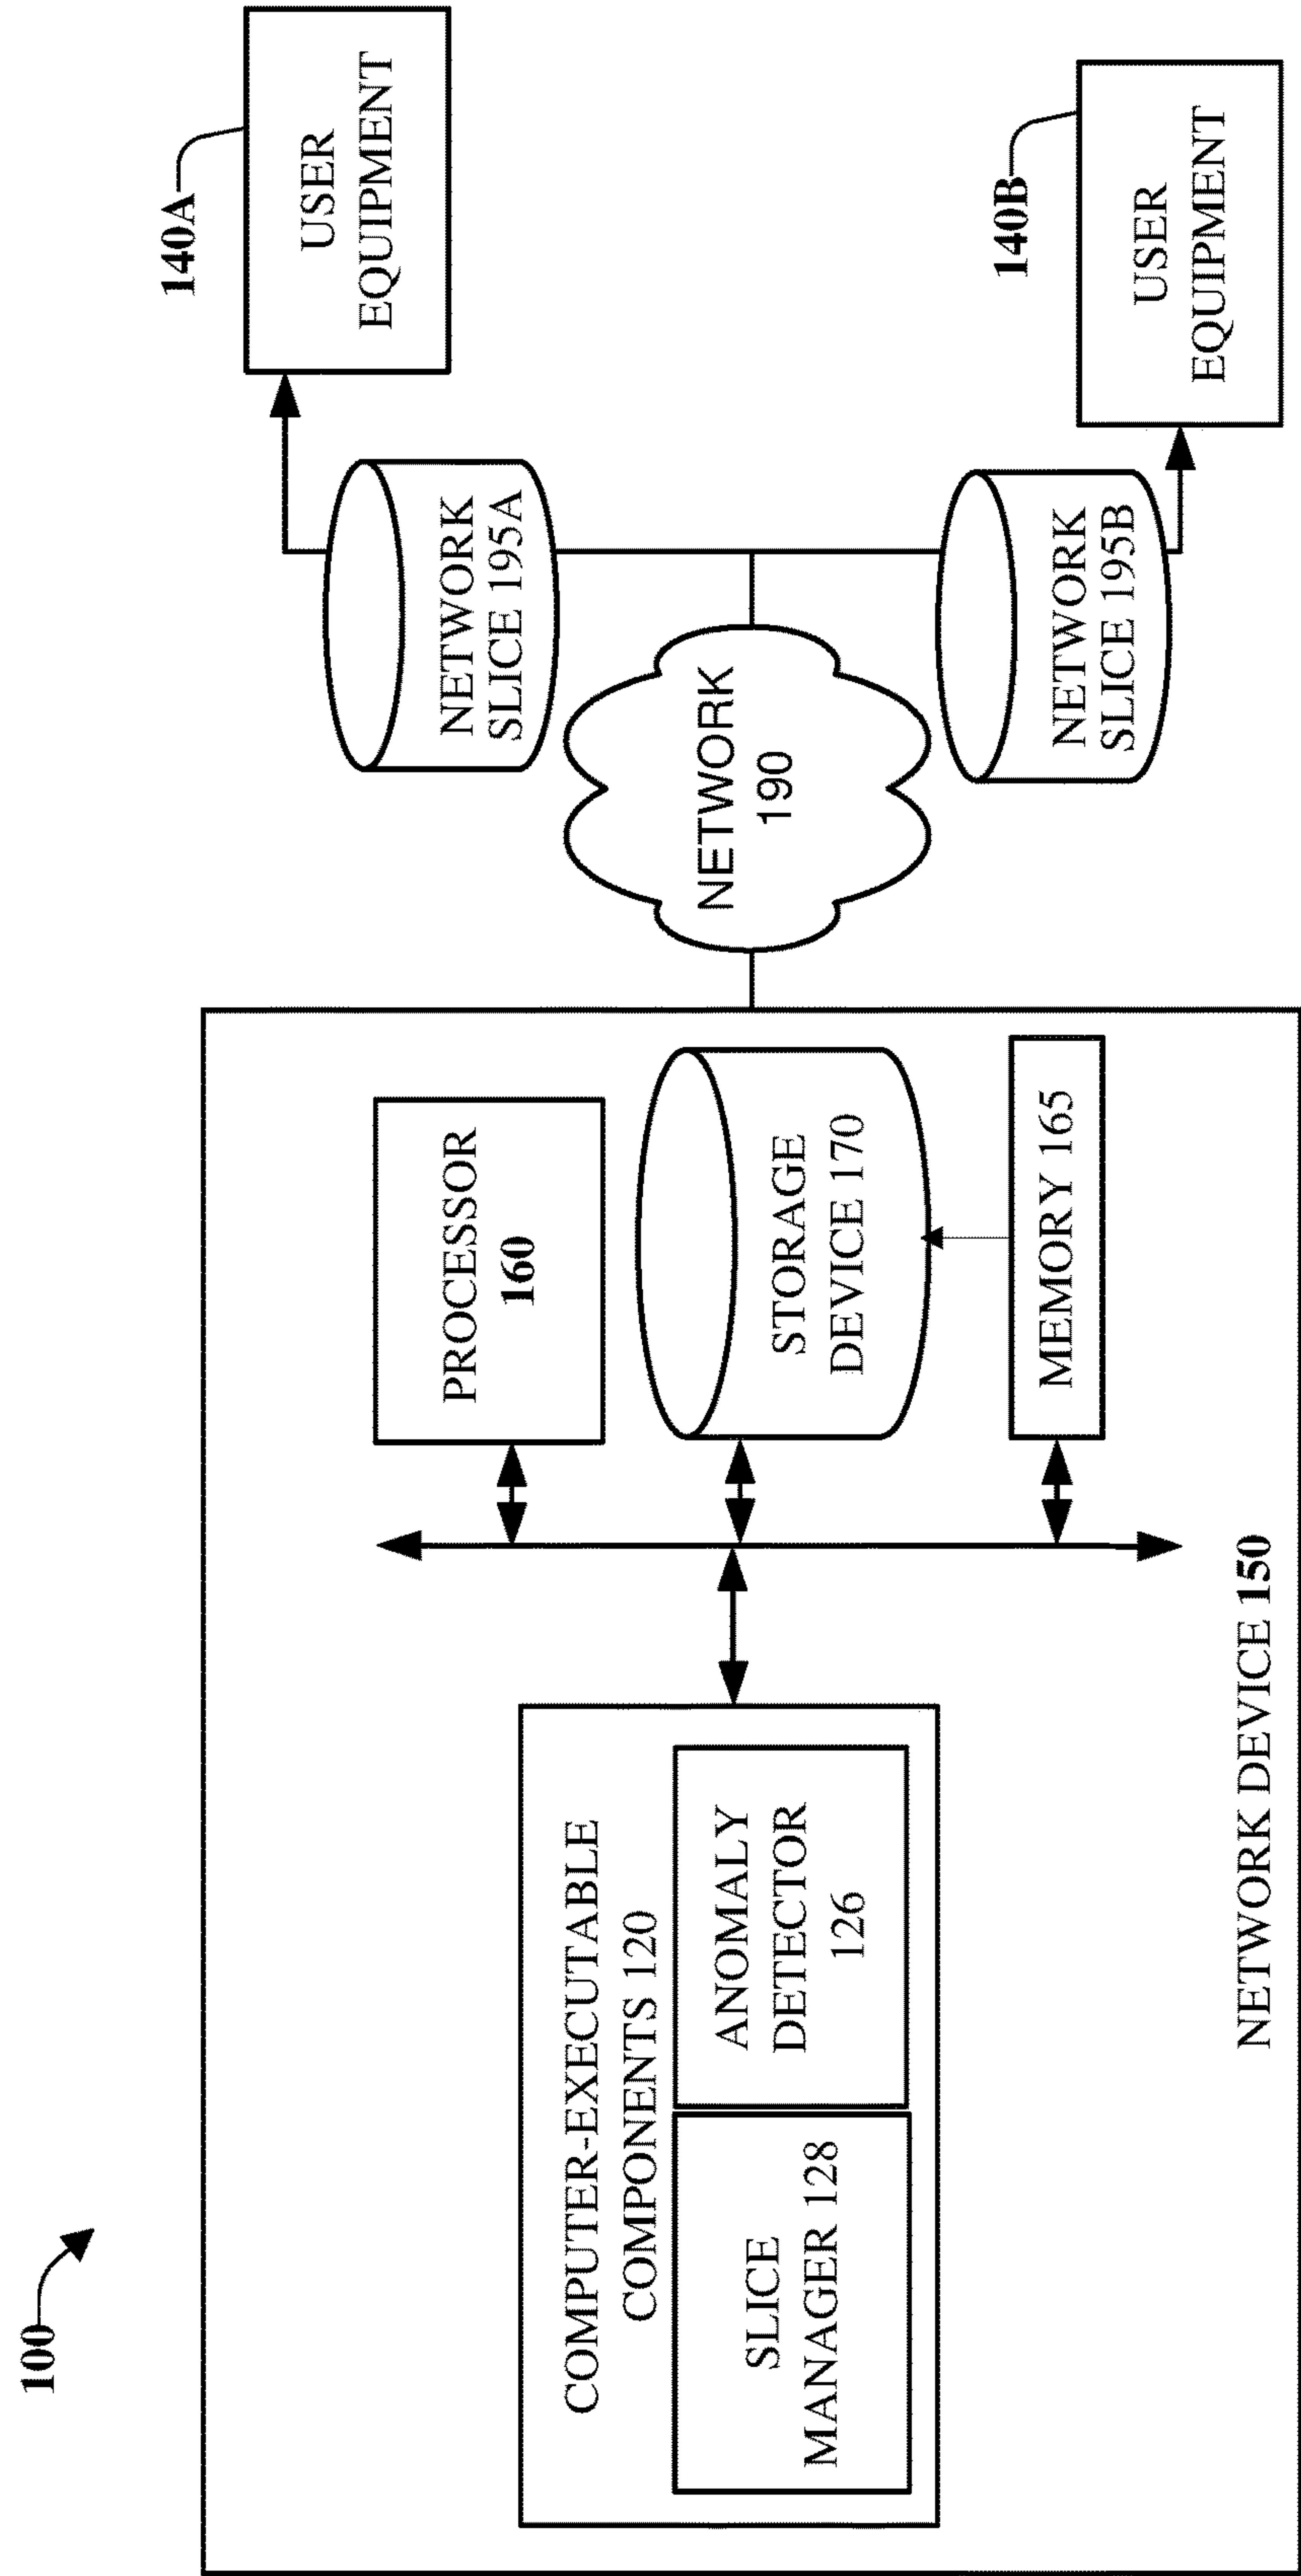 100
COMPUTER-EXECUTABLE
COMPONENTS 120
SLICE
MANAGER 128
ANOMALY
DETECTOR
126
PROCESSOR
160
STORAGE
DEVICE 170
MEMORY 165
NETWORK DEVICE 150
NETWORK
190
NETWORK
SLICE 195A
NETWORK
SLICE 195B
140A
USER
EQUIPMENT
140B
USER
EQUIPMENT